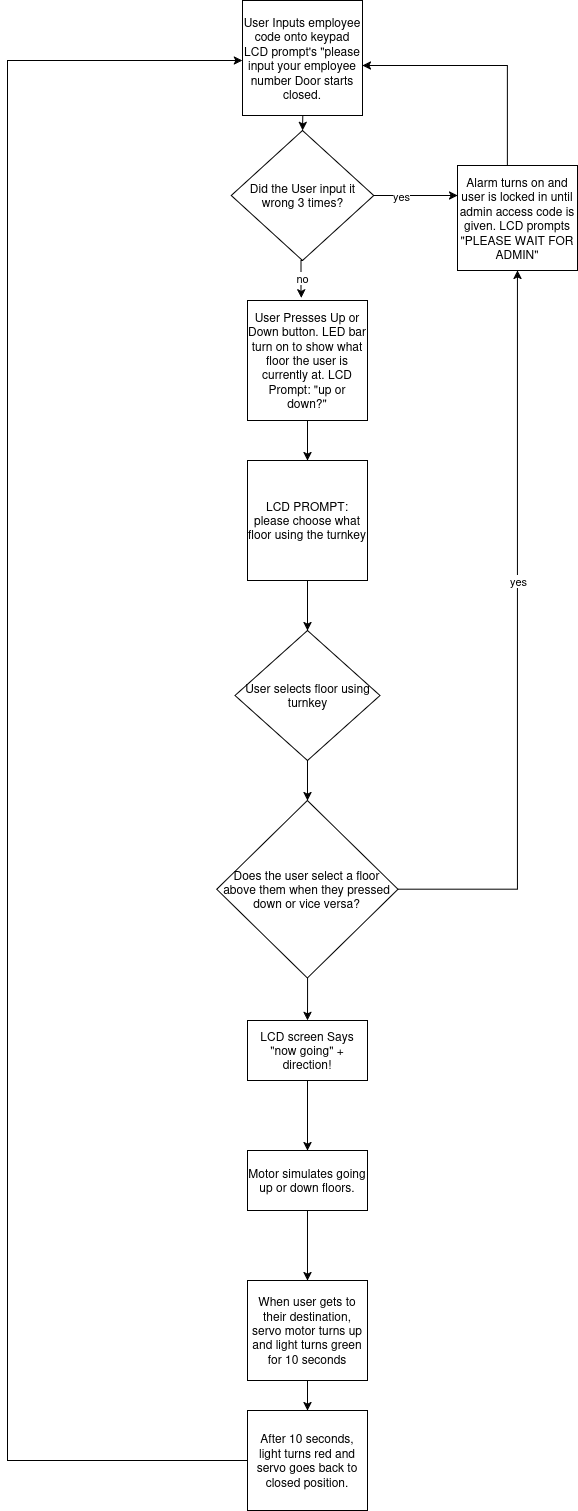 User Inputs employee
code onto keypad
LCD prompt's "please
input your employee
number Door starts
closed.
Did the User input it
wrong 3 times?
yes
Alarm turns on and
user is locked in until
admin access code is
given. LCD prompts
"PLEASE WAIT FOR
ADMIN"
no
User Presses Up or
Down button. LED bar
turn on to show what
floor the user is
currently at. LCD
Prompt: "up or
down?"
LCD PROMPT:
please choose what
floor using the turnkey
yes
User selects floor using
turnkey
Does the user select a floor
above them when they pressed
down or vice versa?
LCD screen Says
"now going" +
direction!
Motor simulates going
up or down floors.
When user gets to
their destination,
servo motor turns up
and light turns green
for 10 seconds
After 10 seconds,
light turns red and
servo goes back to
closed position.